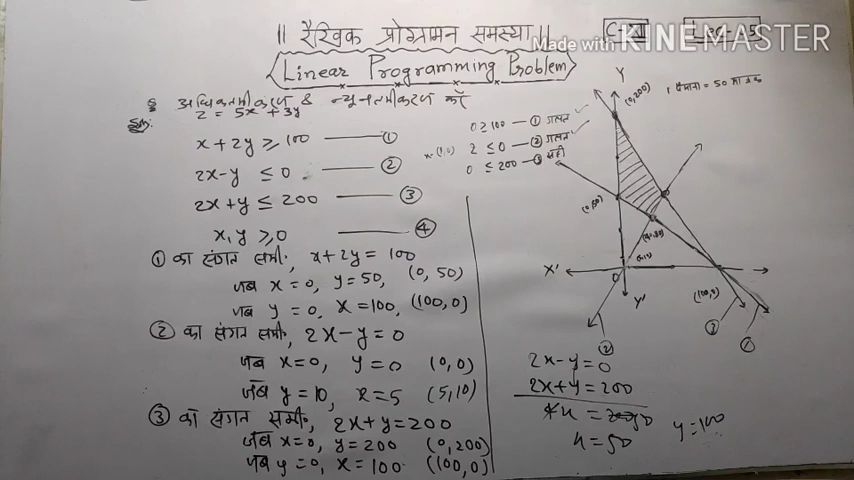 || रैखिक प्रोग्रामन समस्या ||
Made with KINEMASTER
Linear Programming Problem
अधिकतमीकरण & न्यूनतमीकरण करें
Z = 5x + 3y
x + 2y ≥ 100 —— ①
2x - y ≤ 0 —— ②
2x + y ≤ 200 —— ③
x, y ≥ 0 —— ④
① का संगत समी०, x + 2y = 100
जब x = 0, y = 50, (0, 50)
जब y = 0, x = 100, (100, 0)
② का संगत समी०, 2x - y = 0
जब x = 0, y = 0 (0, 0)
जब y = 10, x = 5 (5, 10)
③ का संगत समी०, 2x + y = 200
जब x = 0, y = 200 (0, 200)
जब y = 0, x = 100 (100, 0)
0 ≥ 100 — ① गलत
2 ≤ 0 — ② गलत
0 ≤ 200 — ③ सही
Y
(0, 200)
(0, 50)
X'
O
Y'
(100, 0)
②
③
①
2x - y = 0
2x + y = 200
x = 50
y = 100